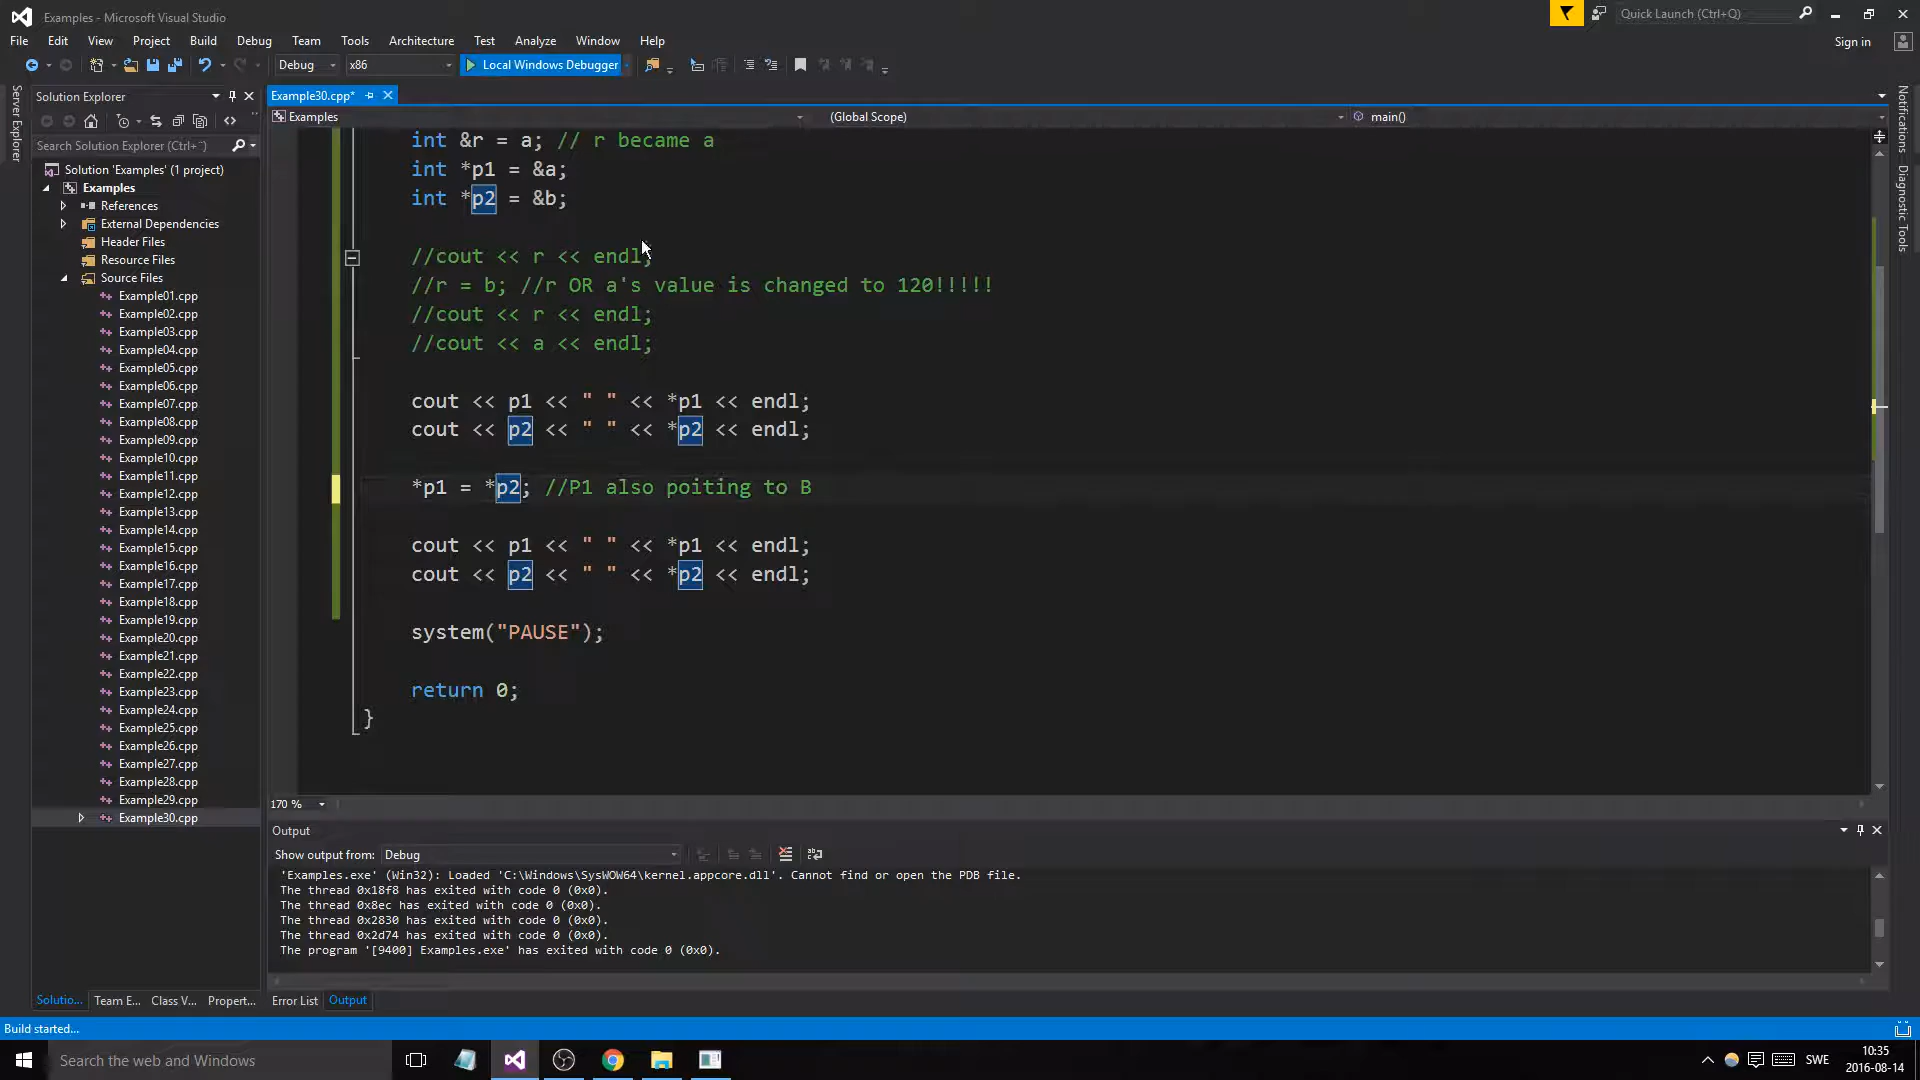 Examples - Microsoft Visual Studio
Quick Launch (Ctrl+Q)
File Edit View Project Build Debug Team Tools Architecture Test Analyze Window Help
Sign in
Debug x86 Local Windows Debugger
Server Explorer
Solution Explorer
Example30.cpp*
Examples (Global Scope) main()
Search Solution Explorer (Ctrl+¨)
Solution 'Examples' (1 project)
Examples
References
External Dependencies
Header Files
Resource Files
Source Files
Example01.cpp
Example02.cpp
Example03.cpp
Example04.cpp
Example05.cpp
Example06.cpp
Example07.cpp
Example08.cpp
Example09.cpp
Example10.cpp
Example11.cpp
Example12.cpp
Example13.cpp
Example14.cpp
Example15.cpp
Example16.cpp
Example17.cpp
Example18.cpp
Example19.cpp
Example20.cpp
Example21.cpp
Example22.cpp
Example23.cpp
Example24.cpp
Example25.cpp
Example26.cpp
Example27.cpp
Example28.cpp
Example29.cpp
Example30.cpp
Solutio... Team E... Class V... Propert...
int &r = a; // r became a
int *p1 = &a;
int *p2 = &b;
//cout << r << endl;
//r = b; //r OR a's value is changed to 120!!!!!
//cout << r << endl;
//cout << a << endl;
cout << p1 << " " << *p1 << endl;
cout << p2 << " " << *p2 << endl;
*p1 = *p2; //P1 also poiting to B
cout << p1 << " " << *p1 << endl;
cout << p2 << " " << *p2 << endl;
system("PAUSE");
return 0;
}
170 %
Notifications
Diagnostic Tools
Output
Show output from: Debug
'Examples.exe' (Win32): Loaded 'C:\Windows\SysWOW64\kernel.appcore.dll'. Cannot find or open the PDB file.
The thread 0x18f8 has exited with code 0 (0x0).
The thread 0x8ec has exited with code 0 (0x0).
The thread 0x2830 has exited with code 0 (0x0).
The thread 0x2d74 has exited with code 0 (0x0).
The program '[9400] Examples.exe' has exited with code 0 (0x0).
Error List Output
Build started...
Search the web and Windows
SWE
10:35
2016-08-14